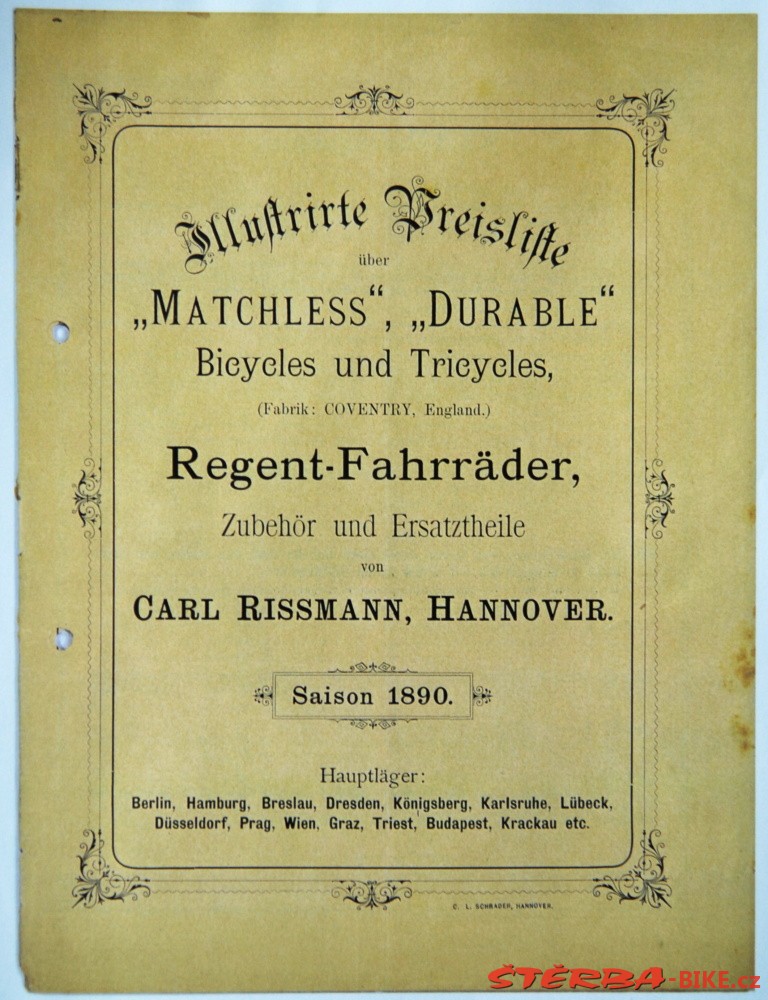 Illustrirte Preisliste
über
„MATCHLESS“, „DURABLE“
Bicycles und Tricycles,
(Fabrik: COVENTRY, England.)
Regent-Fahrräder,
Zubehör und Ersatztheile
von
CARL RISSMANN, HANNOVER.
Saison 1890.
Hauptläger:
Berlin, Hamburg, Breslau, Dresden, Königsberg, Karlsruhe, Lübeck,
Düsseldorf, Prag, Wien, Graz, Triest, Budapest, Krackau etc.
C. L. SCHRADER, HANNOVER.
ŠTĚRBA-BIKE.cz